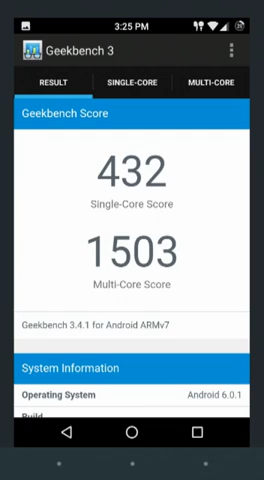 3:25 PM
Geekbench 3
RESULT SINGLE-CORE MULTI-CORE
Geekbench Score
432
Single-Core Score
1503
Multi-Core Score
Geekbench 3.4.1 for Android ARMv7
System Information
Operating System Android 6.0.1
Build